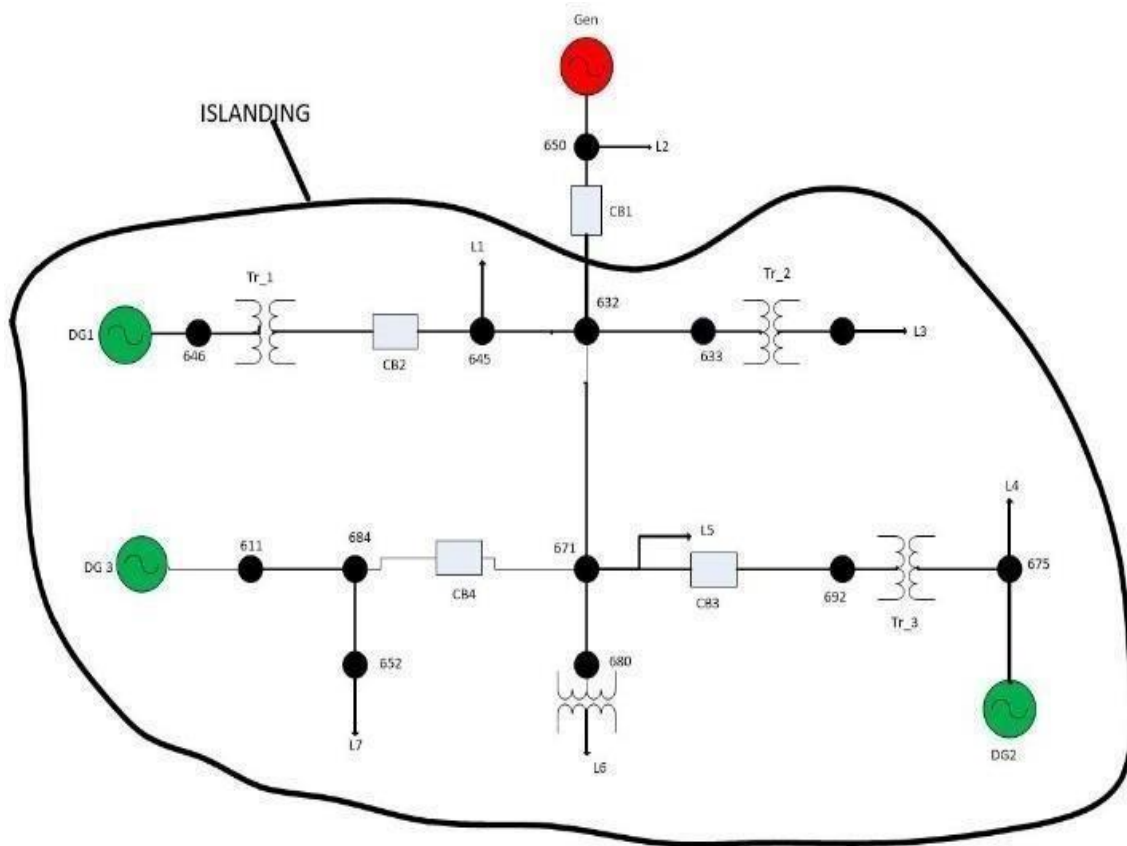 Gen
ISLANDING
650
L2
CB1
L1
Tr_1
632
Tr_2
DG1
646
CB2
645
633
L3
L4
684
671
L5
611
DG 3
CB4
CB3
692
675
Tr_3
652
680
L7
L6
DG2